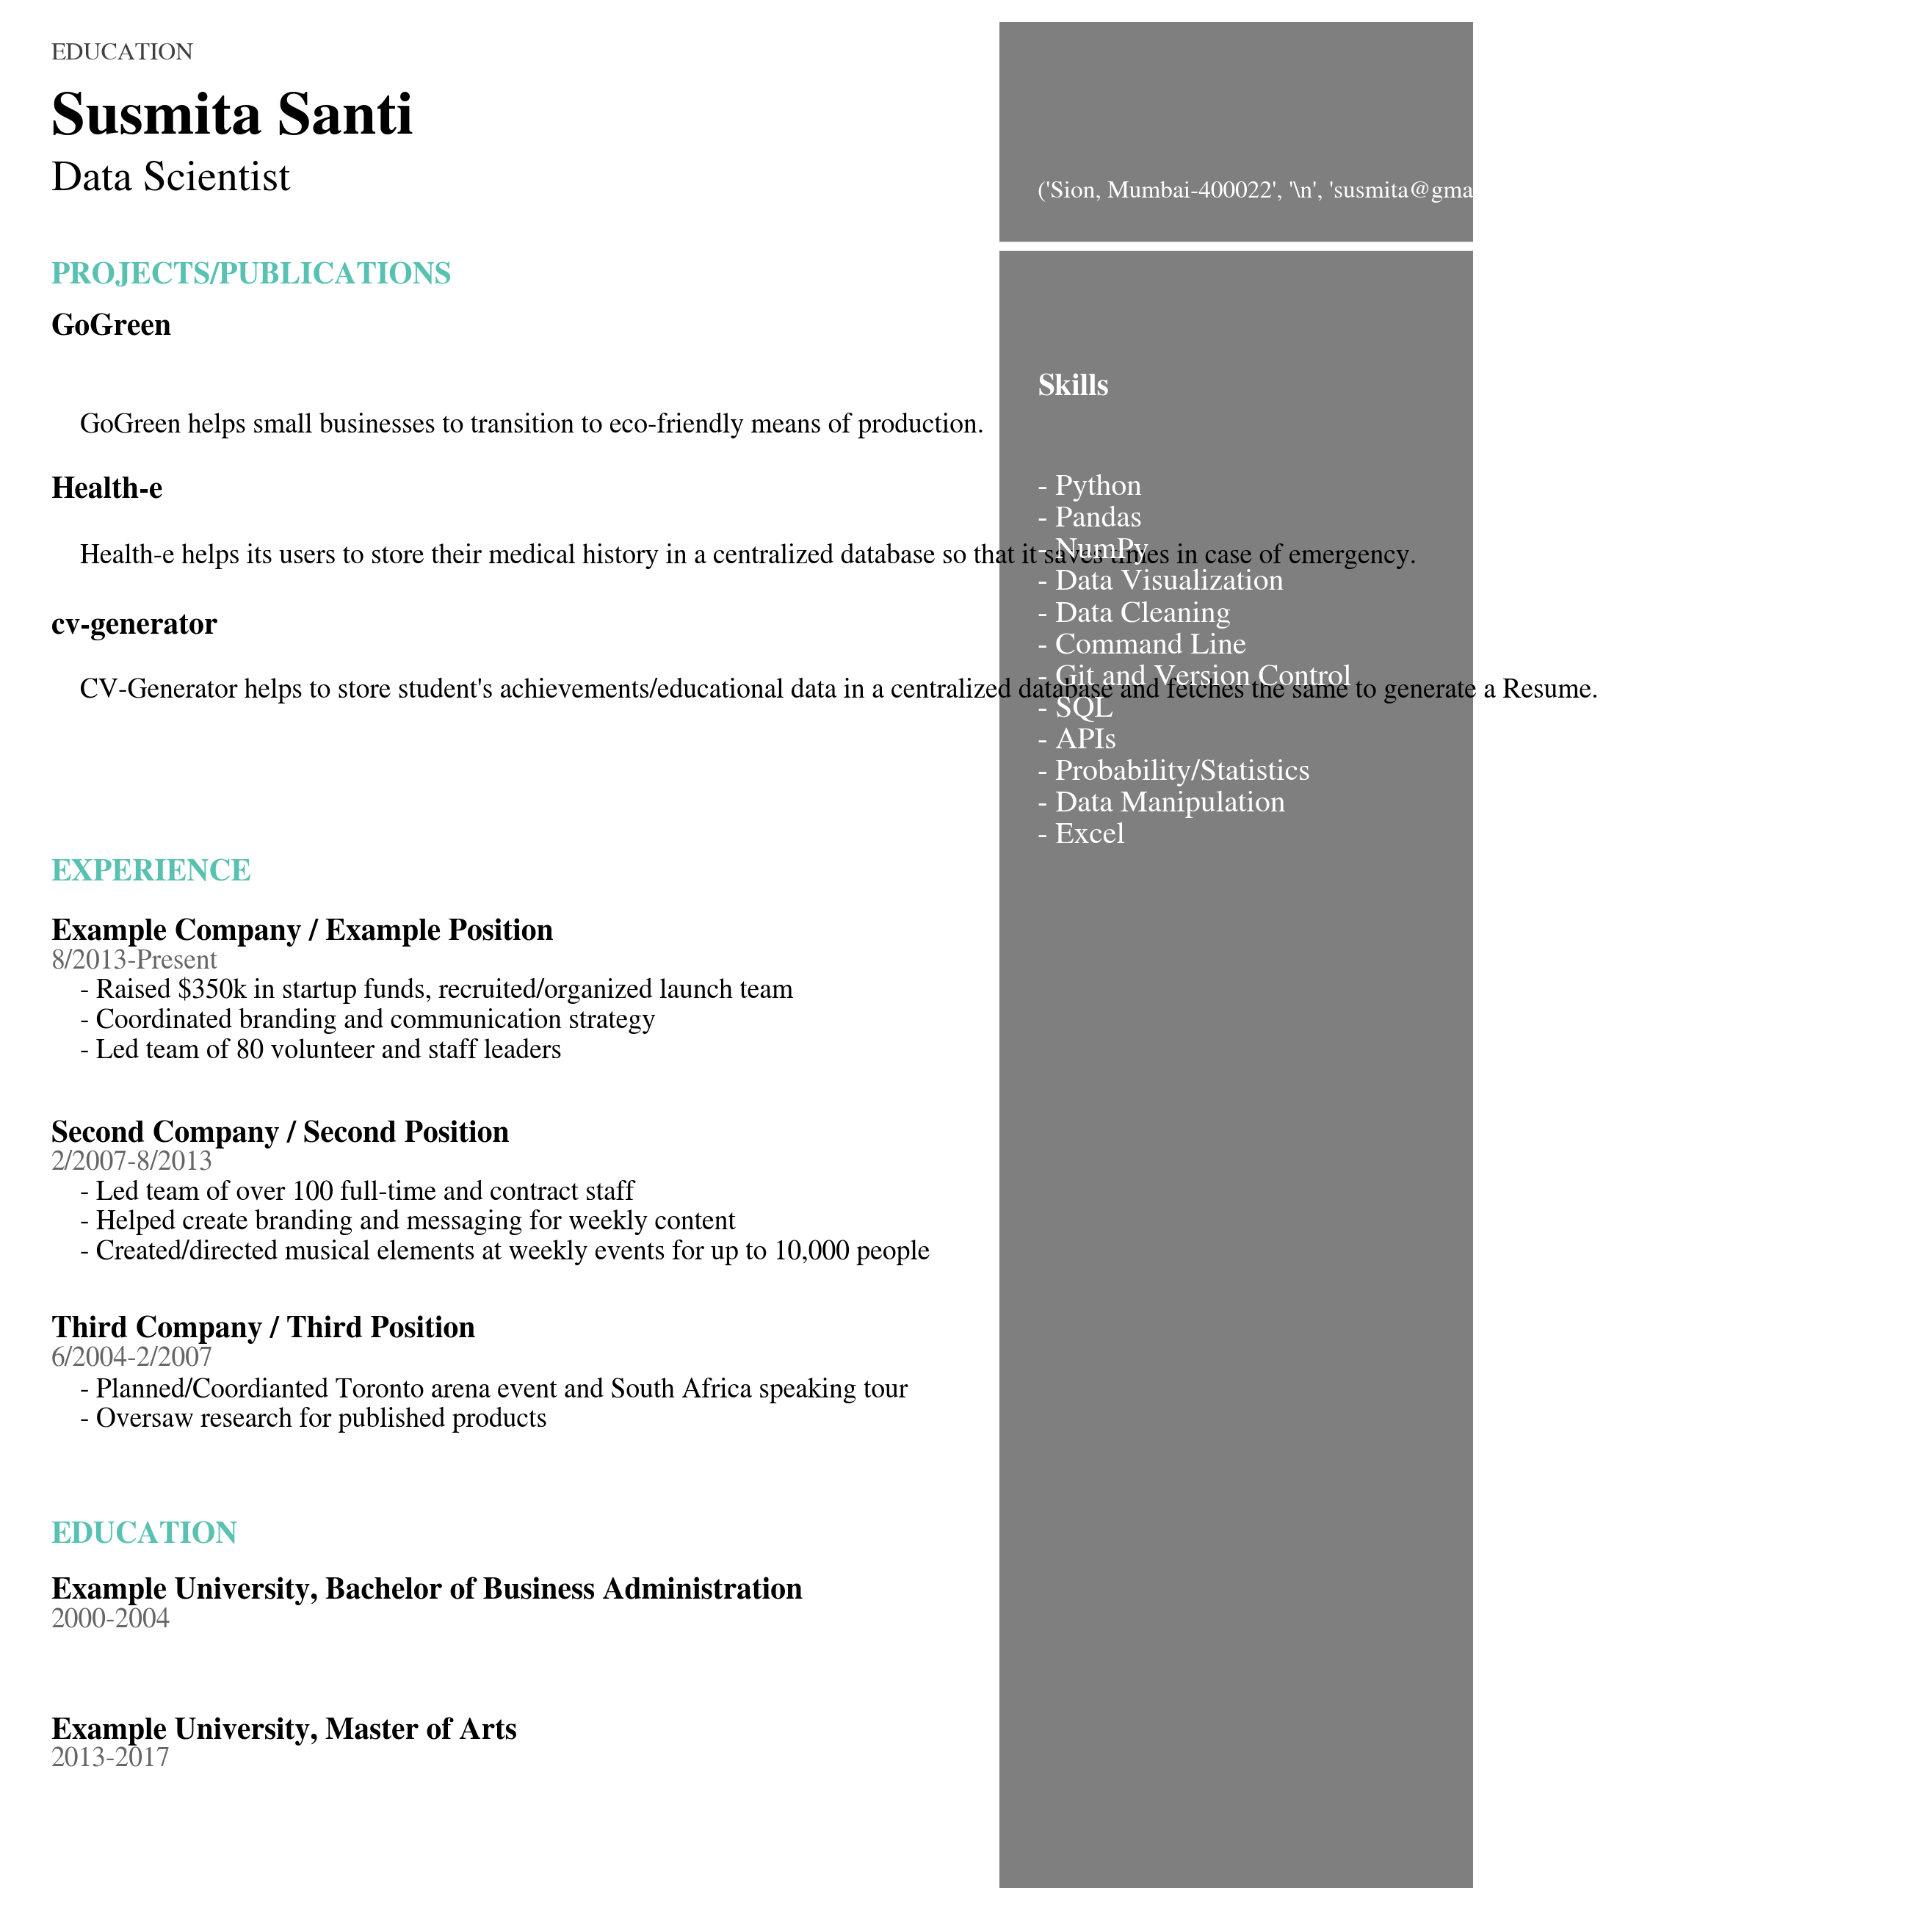 EDUCATION
Susmita Santi
Data Scientist
('Sion, Mumbai-400022', '\n', 'susmita@gma
PROJECTS/PUBLICATIONS
GoGreen
GoGreen helps small businesses to transition to eco-friendly means of production.
Health-e
Health-e helps its users to store their medical history in a centralized database so that it saves times in case of emergency.
cv-generator
CV-Generator helps to store student's achievements/educational data in a centralized database and fetches the same to generate a Resume.
EXPERIENCE
Example Company / Example Position
8/2013-Present
- Raised $350k in startup funds, recruited/organized launch team
- Coordinated branding and communication strategy
- Led team of 80 volunteer and staff leaders
Second Company / Second Position
2/2007-8/2013
- Led team of over 100 full-time and contract staff
- Helped create branding and messaging for weekly content
- Created/directed musical elements at weekly events for up to 10,000 people
Third Company / Third Position
6/2004-2/2007
- Planned/Coordianted Toronto arena event and South Africa speaking tour
- Oversaw research for published products
EDUCATION
Example University, Bachelor of Business Administration
2000-2004
Example University, Master of Arts
2013-2017
Skills
- Python
- Pandas
- NumPy
- Data Visualization
- Data Cleaning
- Command Line
- Git and Version Control
- SQL
- APIs
- Probability/Statistics
- Data Manipulation
- Excel